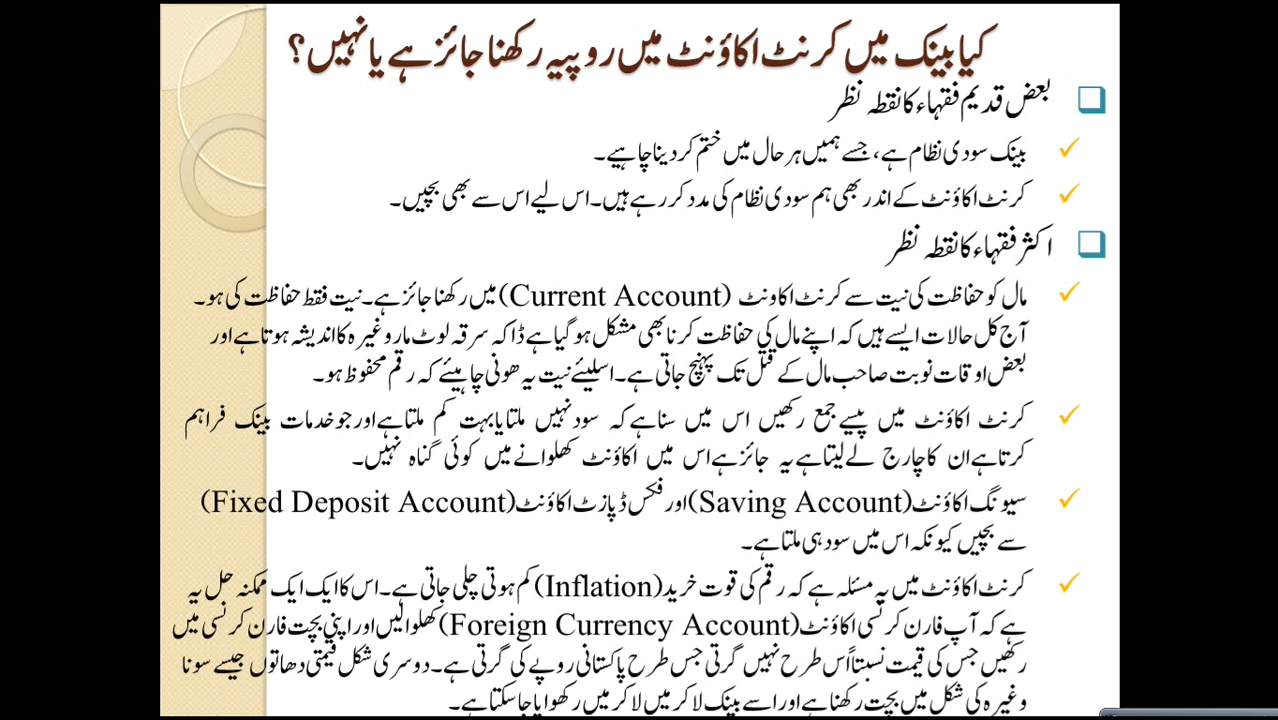 کیا بینک میں کرنٹ اکاؤنٹ میں روپیہ رکھنا جائز ہے یا نہیں؟
بعض قدیم فقہاء کا نقطہ نظر
بینک سودی نظام ہے، جسے ہمیں ہر حال میں ختم کر دینا چاہیے۔
کرنٹ اکاؤنٹ کے اندر بھی ہم سودی نظام کی مدد کر رہے ہیں۔ اس لیے اس سے بھی بچیں۔
اکثر فقہاء کا نقطہ نظر
مال کو حفاظت کی نیت سے کرنٹ اکاونٹ (Current Account) میں رکھنا جائز ہے۔ نیت فقط حفاظت کی ہو۔
آج کل حالات ایسے ہیں کہ اپنے مال کی حفاظت کرنا بھی مشکل ہو گیا ہے ڈاکہ سرقہ لوٹ مار وغیرہ کا اندیشہ ہوتا ہے اور
بعض اوقات نوبت صاحب مال کے قتل تک پہنچ جاتی ہے۔ اسلیئے نیت یہ ھونی چاہیئے کہ رقم محفوظ ہو۔
کرنٹ اکاؤنٹ میں پیسے جمع رکھیں اس میں سنا ہے کہ سود نہیں ملتا یا بہت کم ملتا ہے اور جو خدمات بینک فراہم
کرتا ہے ان کا چارج لے لیتا ہے یہ جائز ہے اس میں اکاؤنٹ کھلوانے میں کوئی گناہ نہیں۔
سیونگ اکاؤنٹ (Saving Account) اور فکس ڈپازٹ اکاؤنٹ (Fixed Deposit Account)
سے بچیں کیونکہ اس میں سود ہی ملتا ہے۔
کرنٹ اکاؤنٹ میں یہ مسئلہ ہے کہ رقم کی قوت خرید (Inflation) کم ہوتی چلی جاتی ہے۔ اس کا ایک ایک ممکنہ حل یہ
ہے کہ آپ فارن کرنسی اکاؤنٹ (Foreign Currency Account) کھلوا لیں اور اپنی بچت فارن کرنسی میں
رکھیں جس کی قیمت نسبتاً اس طرح نہیں گرتی جس طرح پاکستانی روپے کی گرتی ہے۔ دوسری شکل قیمتی دھاتوں جیسے سونا
وغیرہ کی شکل میں بچت رکھنا ہے اور اسے بینک لاکر میں لاکر میں رکھوایا جا سکتا ہے۔